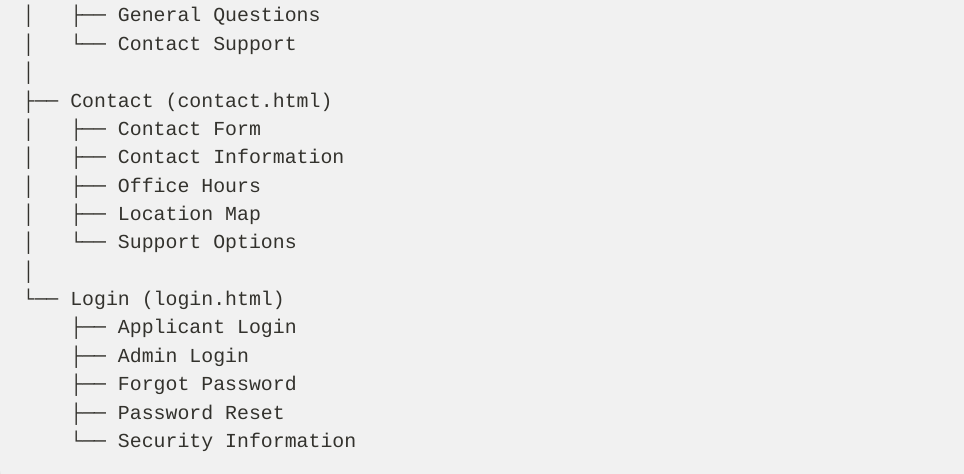 │   ├── General Questions
│   └── Contact Support
│
├── Contact (contact.html)
│   ├── Contact Form
│   ├── Contact Information
│   ├── Office Hours
│   ├── Location Map
│   └── Support Options
│
└── Login (login.html)
    ├── Applicant Login
    ├── Admin Login
    ├── Forgot Password
    ├── Password Reset
    └── Security Information